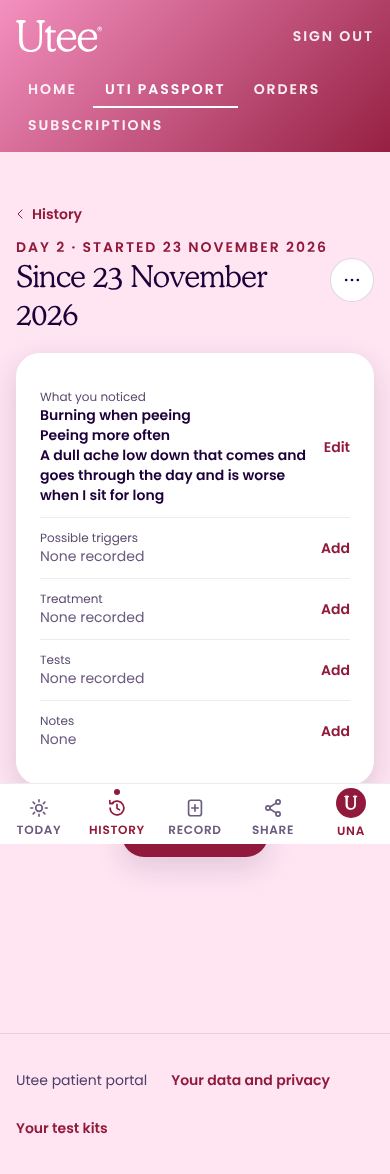 Utee®
SIGN OUT
HOME UTI PASSPORT ORDERS
SUBSCRIPTIONS
History
DAY 2 · STARTED 23 NOVEMBER 2026
Since 23 November
2026
What you noticed
Burning when peeing
Peeing more often
A dull ache low down that comes and
goes through the day and is worse
when I sit for long
Edit
Possible triggers
None recorded
Add
Treatment
None recorded
Add
Tests
None recorded
Add
Notes
None
Add
TODAY HISTORY RECORD SHARE UNA
Utee patient portal Your data and privacy
Your test kits